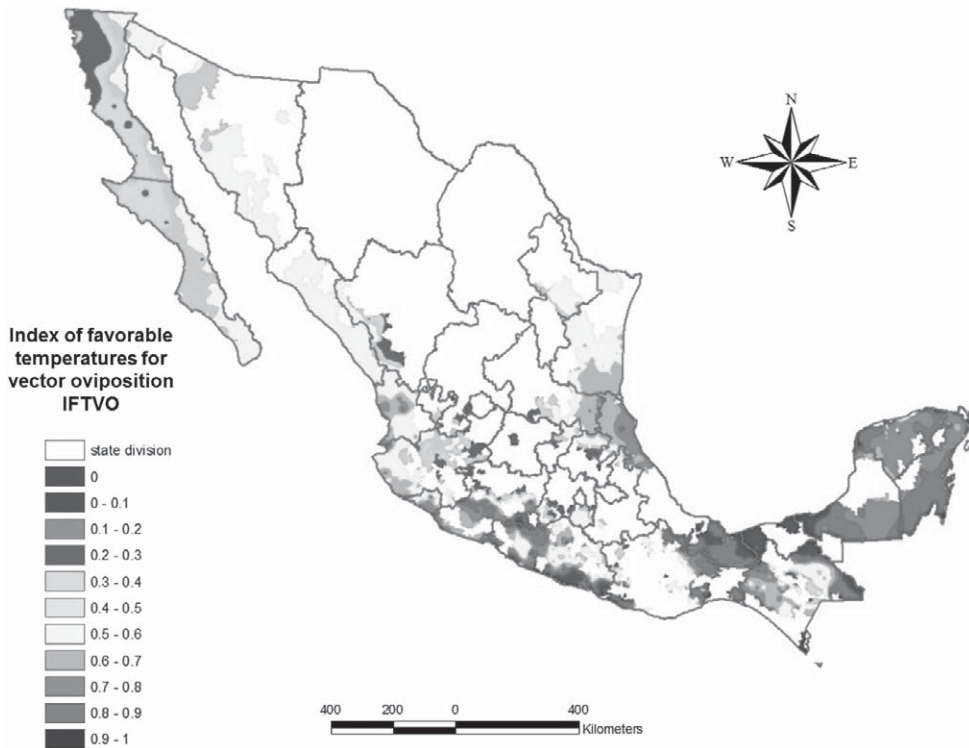 N
W
E
S
Index of favorable
temperatures for
vector oviposition
IFTVO
state division
0
0 - 0.1
0.1 - 0.2
0.2 - 0.3
0.3 - 0.4
0.4 - 0.5
0.5 - 0.6
0.6 - 0.7
0.7 - 0.8
0.8 - 0.9
0.9 - 1
400 200 0 400
Kilometers